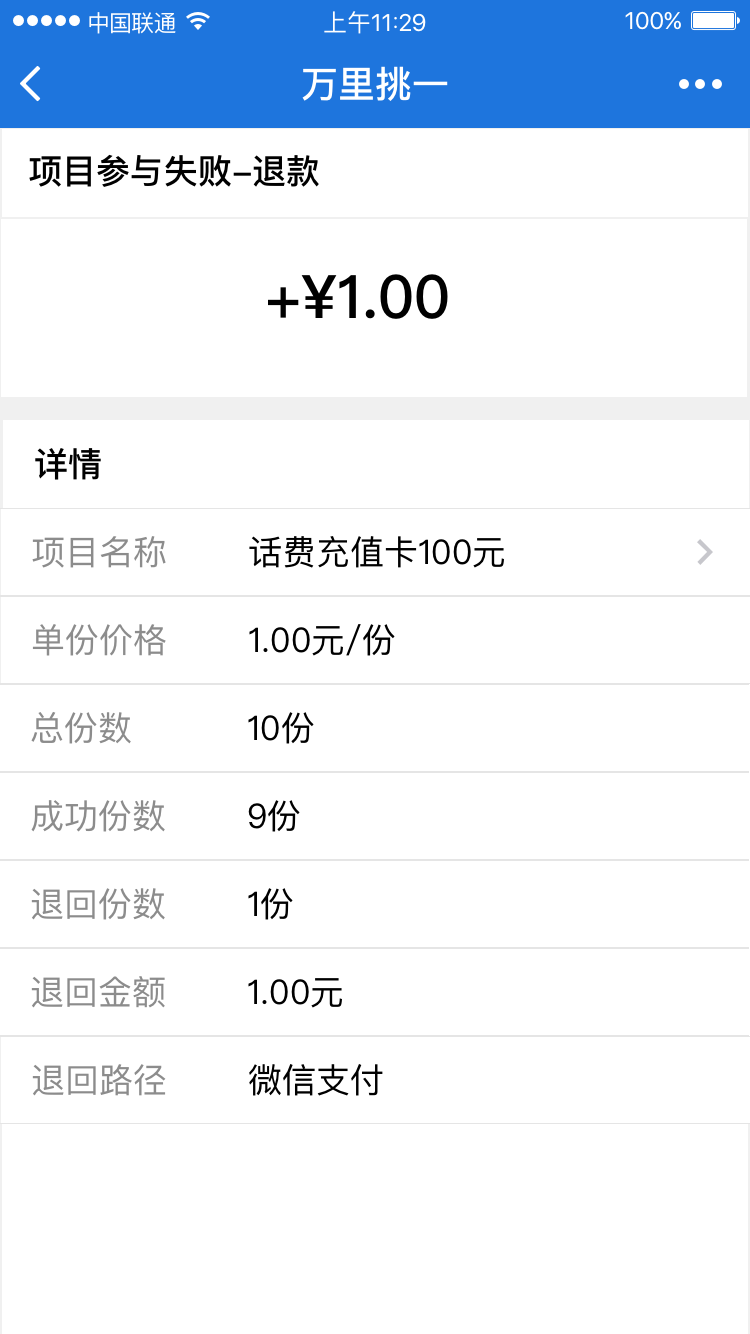 中国联通 上午11:29 100%
万里挑一
项目参与失败-退款
+¥1.00
详情
项目名称 话费充值卡100元
单份价格 1.00元/份
总份数 10份
成功份数 9份
退回份数 1份
退回金额 1.00元
退回路径 微信支付